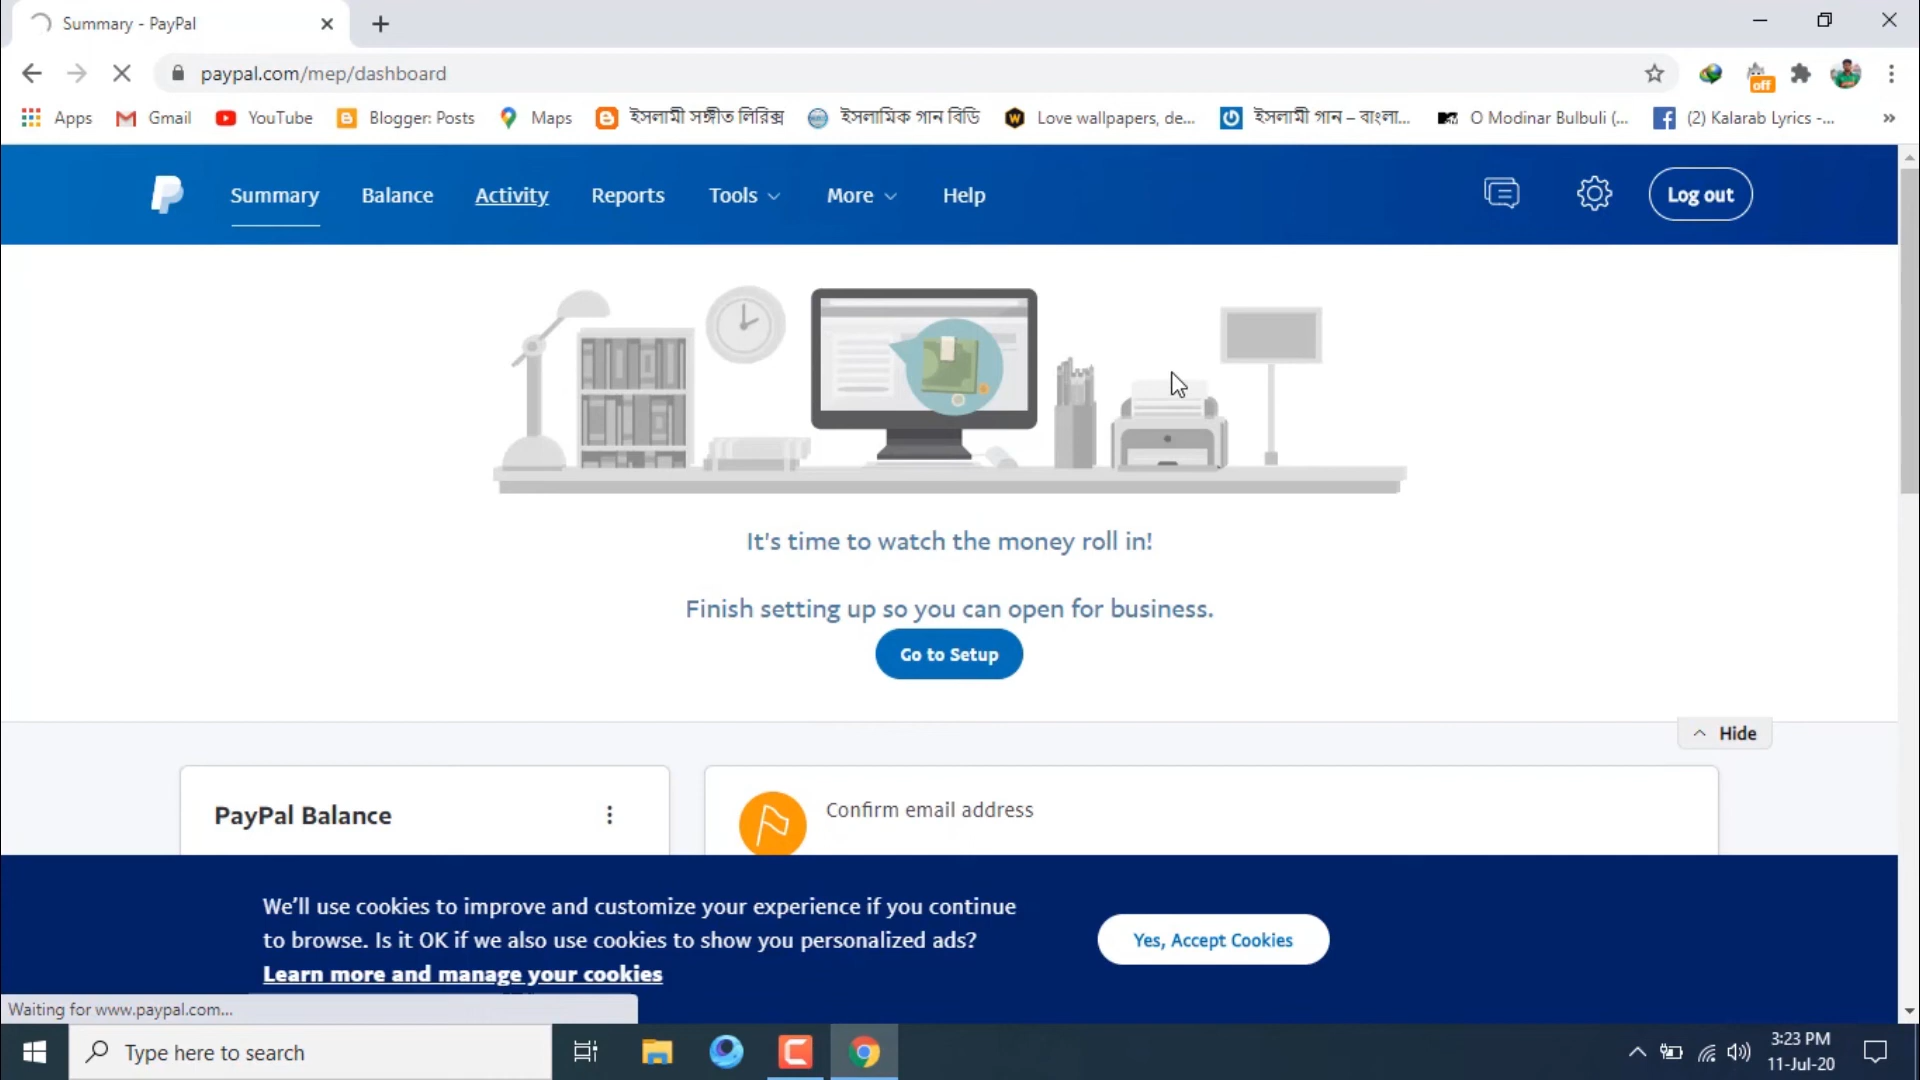 Summary - PayPal
paypal.com/mep/dashboard
off
Apps
Gmail
YouTube
Blogger: Posts
Maps
ইসলামী সঙ্গীত লিরিক্স
ইসলামিক গান বিডি
Love wallpapers, de...
ইসলামী গান – বাংলা...
O Modinar Bulbuli (...
(2) Kalarab Lyrics -...
Summary
Balance
Activity
Reports
Tools
More
Help
Log out
It's time to watch the money roll in!
Finish setting up so you can open for business.
Go to Setup
Hide
PayPal Balance
Confirm email address
We’ll use cookies to improve and customize your experience if you continue
to browse. Is it OK if we also use cookies to show you personalized ads?
Learn more and manage your cookies
Yes, Accept Cookies
Waiting for www.paypal.com...
Type here to search
3:23 PM
11-Jul-20